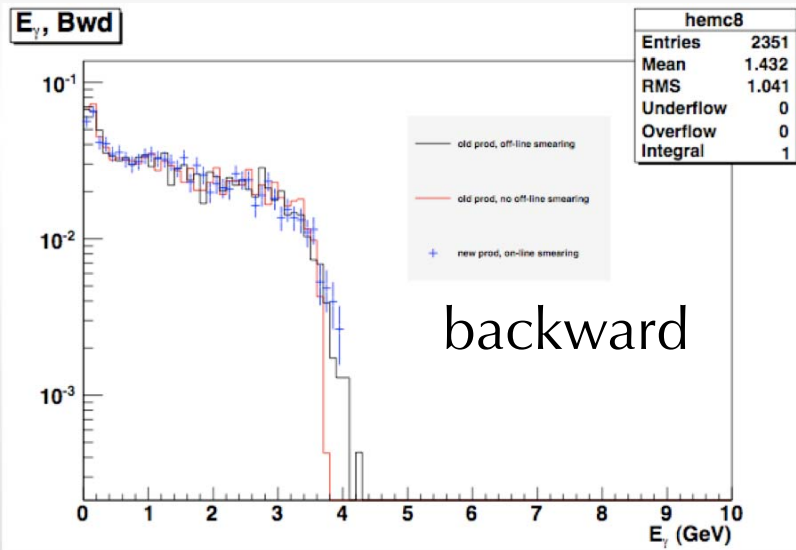 E_γ, Bwd
hemc8
Entries 2351
Mean 1.432
RMS 1.041
Underflow 0
Overflow 0
Integral 1
10⁻¹
10⁻²
10⁻³
old prod, off-line smearing
old prod, no off-line smearing
new prod, on-line smearing
backward
0 1 2 3 4 5 6 7 8 9 10
E_γ (GeV)